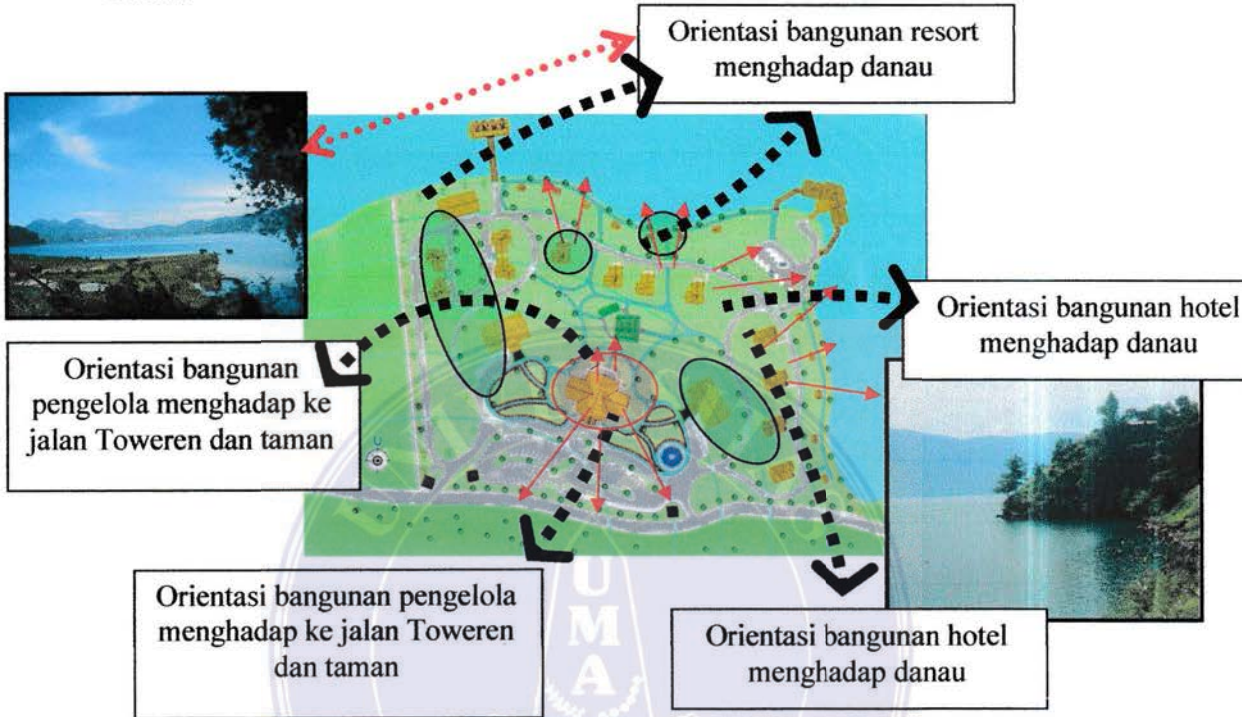 Orientasi bangunan resort
menghadap danau
Orientasi bangunan hotel
menghadap danau
Orientasi bangunan
pengelola menghadap ke
jalan Toweren dan taman
U
UMA
Orientasi bangunan pengelola
menghadap ke jalan Toweren
dan taman
Orientasi bangunan hotel
menghadap danau